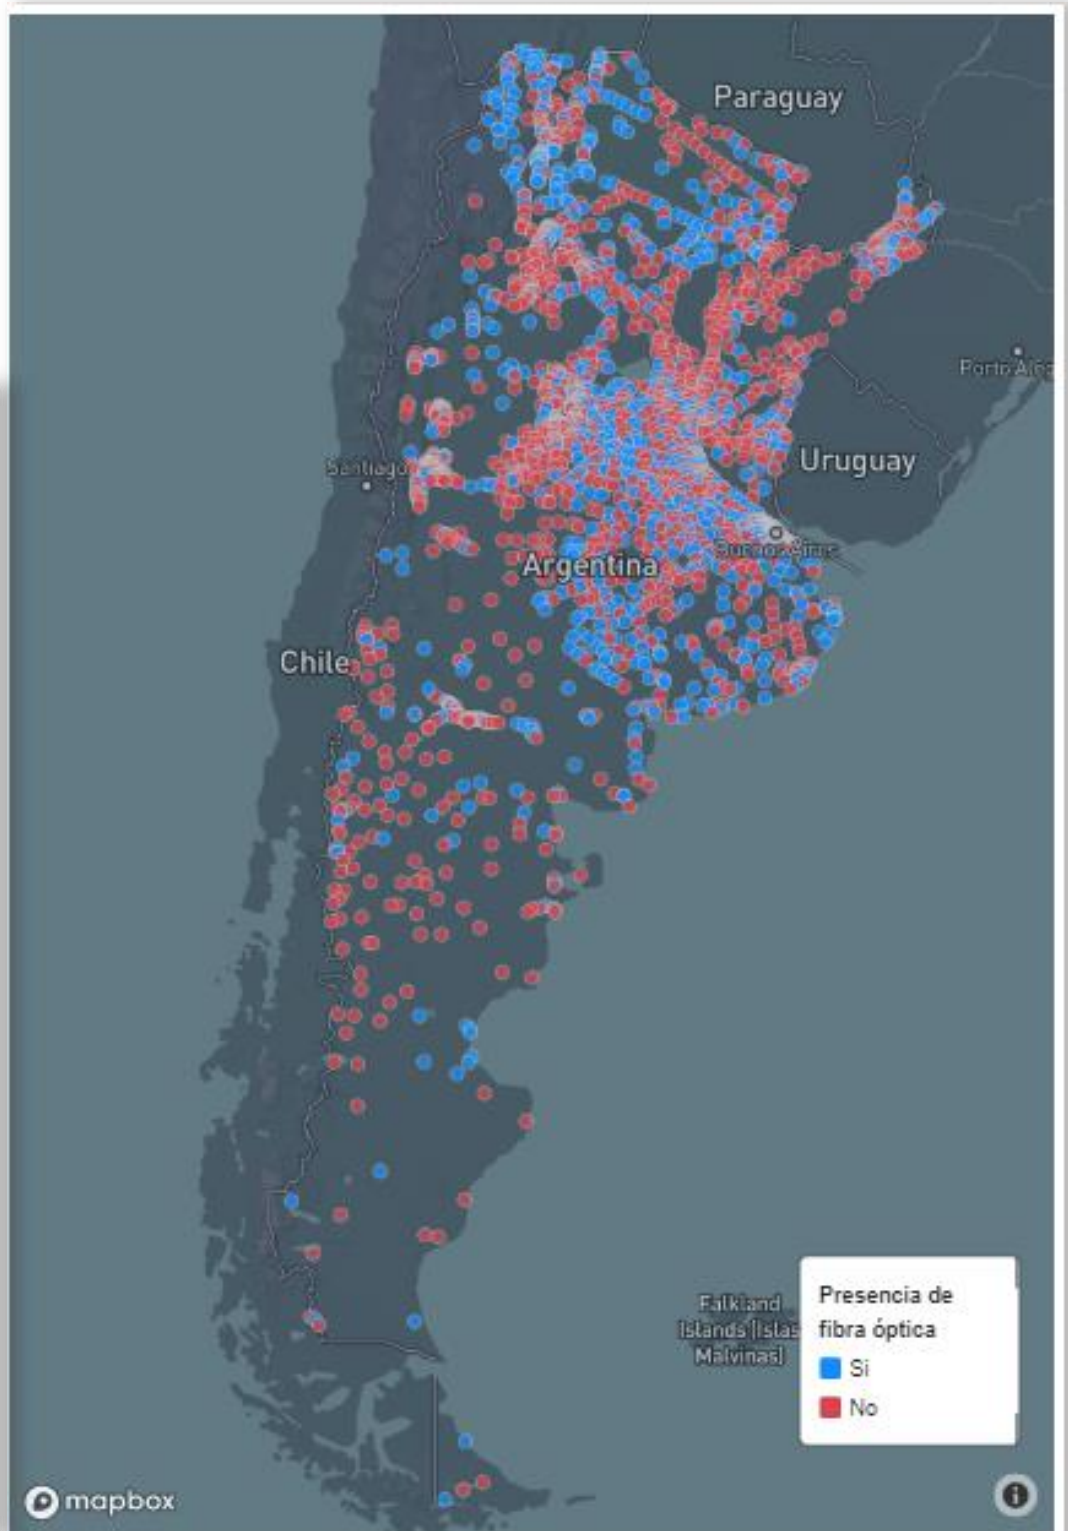 Paraguay
Porto Aleg
Uruguay
Santiago
Buenos Aires
Argentina
Chile
Falkland
Islands (Islas
Malvinas)
Presencia de
fibra óptica
Si
No
mapbox